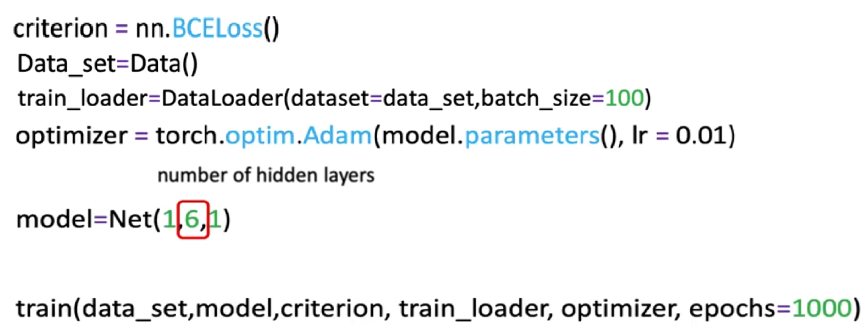 criterion = nn.BCELoss()
Data_set=Data()
train_loader=DataLoader(dataset=data_set,batch_size=100)
optimizer = torch.optim.Adam(model.parameters(), lr = 0.01)
number of hidden layers
model=Net(1,6,1)
train(data_set,model,criterion, train_loader, optimizer, epochs=1000)